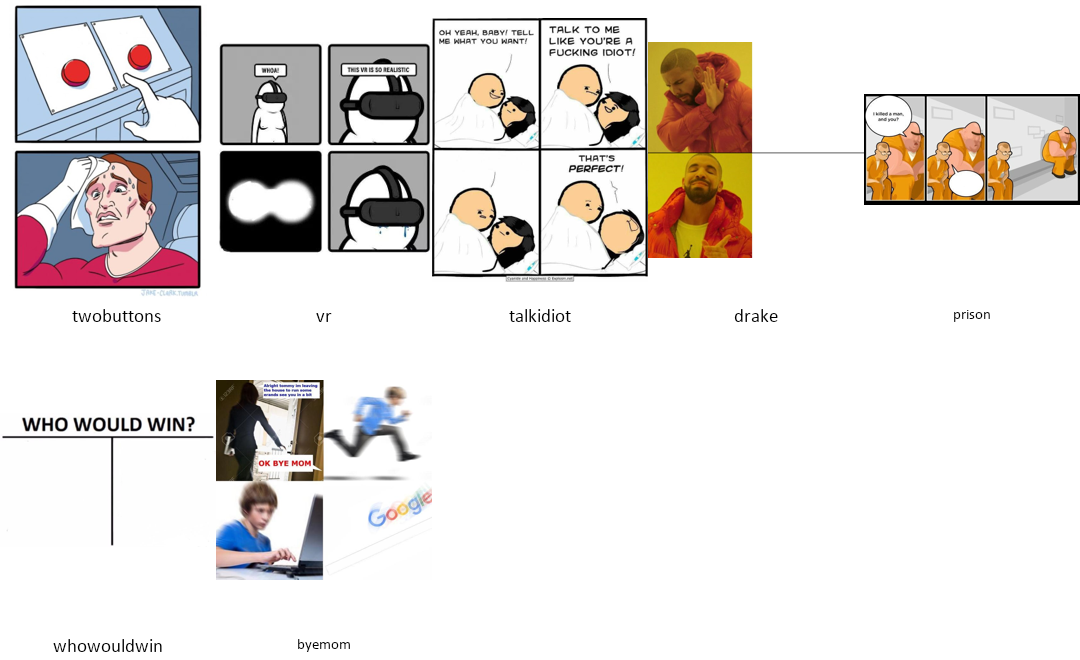 WHOA!
THIS VR IS SO REALISTIC
OH YEAH, BABY! TELL
ME WHAT YOU WANT!
TALK TO ME
LIKE YOU'RE A
FUCKING IDIOT!
THAT'S
PERFECT!
Cyanide and Happiness © Explosm.net
I killed a man,
and you?
JAKE-CLARK.TUMBLR
twobuttons
vr
talkidiot
drake
prison
WHO WOULD WIN?
Alright tommy im leaving
the house to run some
erands see you in a bit
OK BYE MOM
Google
whowouldwin
byemom